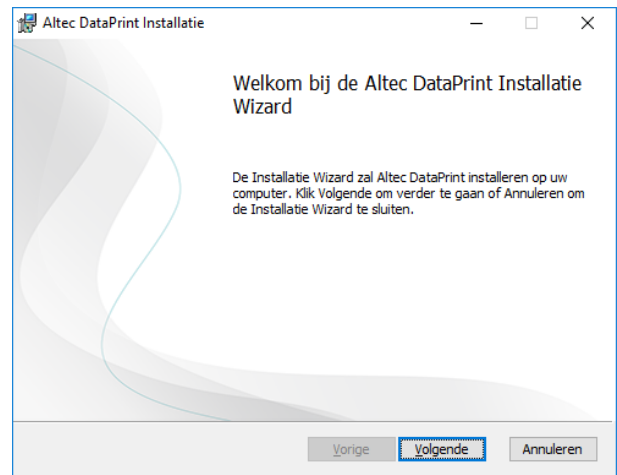 Altec DataPrint Installatie
Welkom bij de Altec DataPrint Installatie
Wizard
De Installatie Wizard zal Altec DataPrint installeren op uw
computer. Klik Volgende om verder te gaan of Annuleren om
de Installatie Wizard te sluiten.
Vorige
Volgende
Annuleren